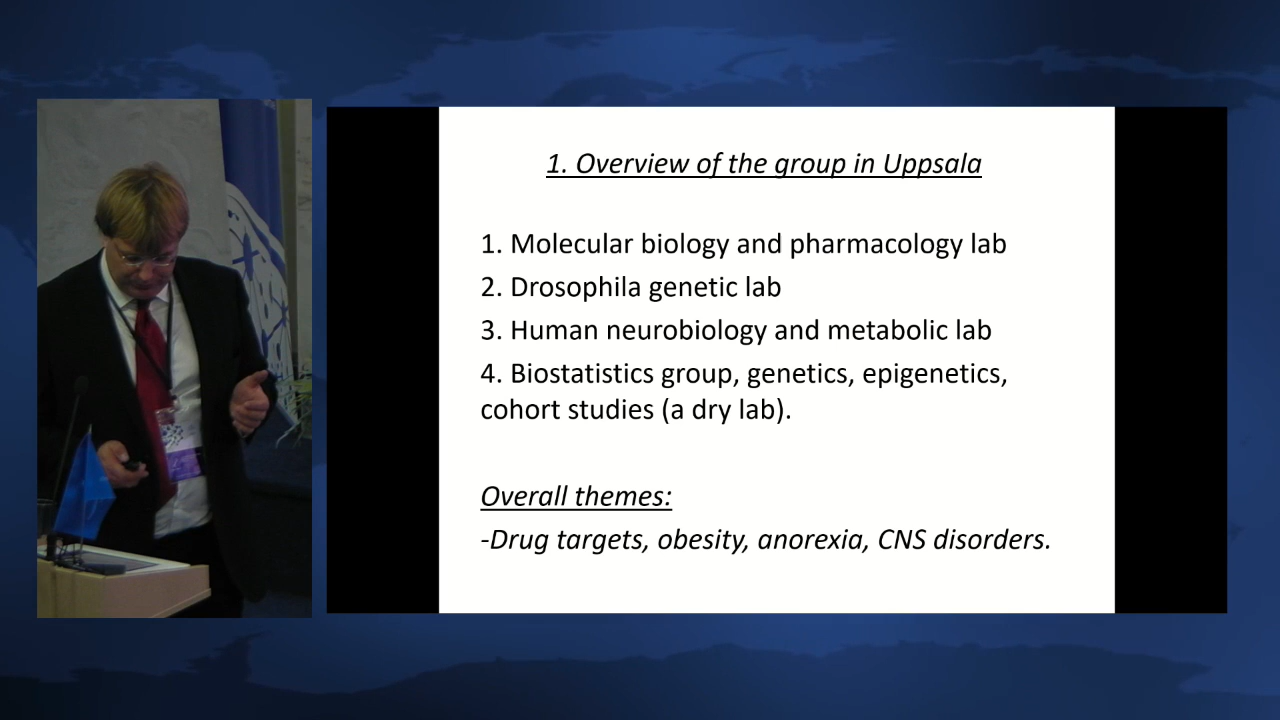 1. Overview of the group in Uppsala
1. Molecular biology and pharmacology lab
2. Drosophila genetic lab
3. Human neurobiology and metabolic lab
4. Biostatistics group, genetics, epigenetics,
cohort studies (a dry lab).
Overall themes:
-Drug targets, obesity, anorexia, CNS disorders.